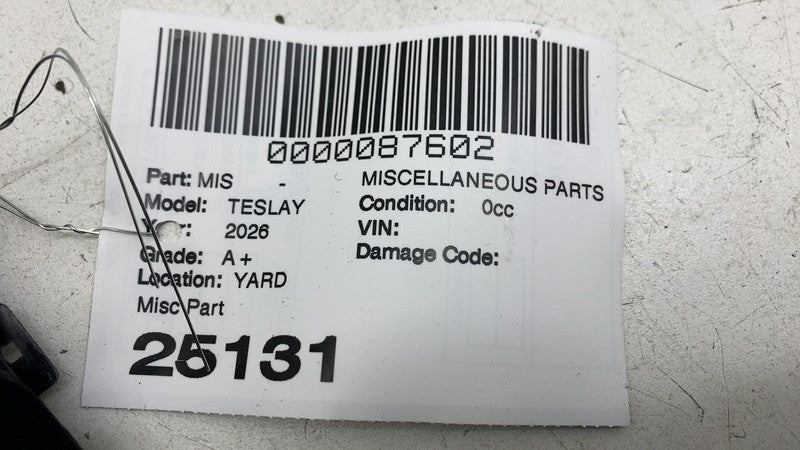 0000087602
Part: MIS - MISCELLANEOUS PARTS
Model: TESLAY Condition: 0cc
Year: 2026 VIN:
Grade: A+ Damage Code:
Location: YARD
Misc Part
25131